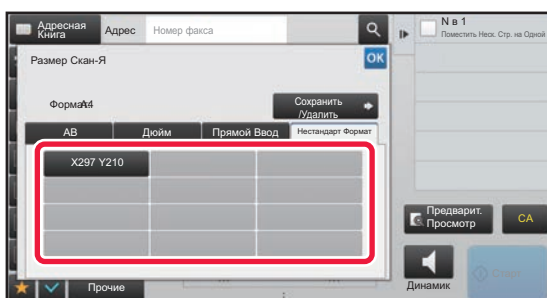 Адресная
Книга
Адрес
Номер факса
N в 1
Поместить Неск. Стр. на Одной
Размер Скан-Я
OK
Формат
A4
Сохранить
/Удалить
AB
Дюйм
Прямой Ввод
Нестандарт Формат
X297 Y210
Предварит.
Просмотр
CA
Прочие
Динамик
Старт